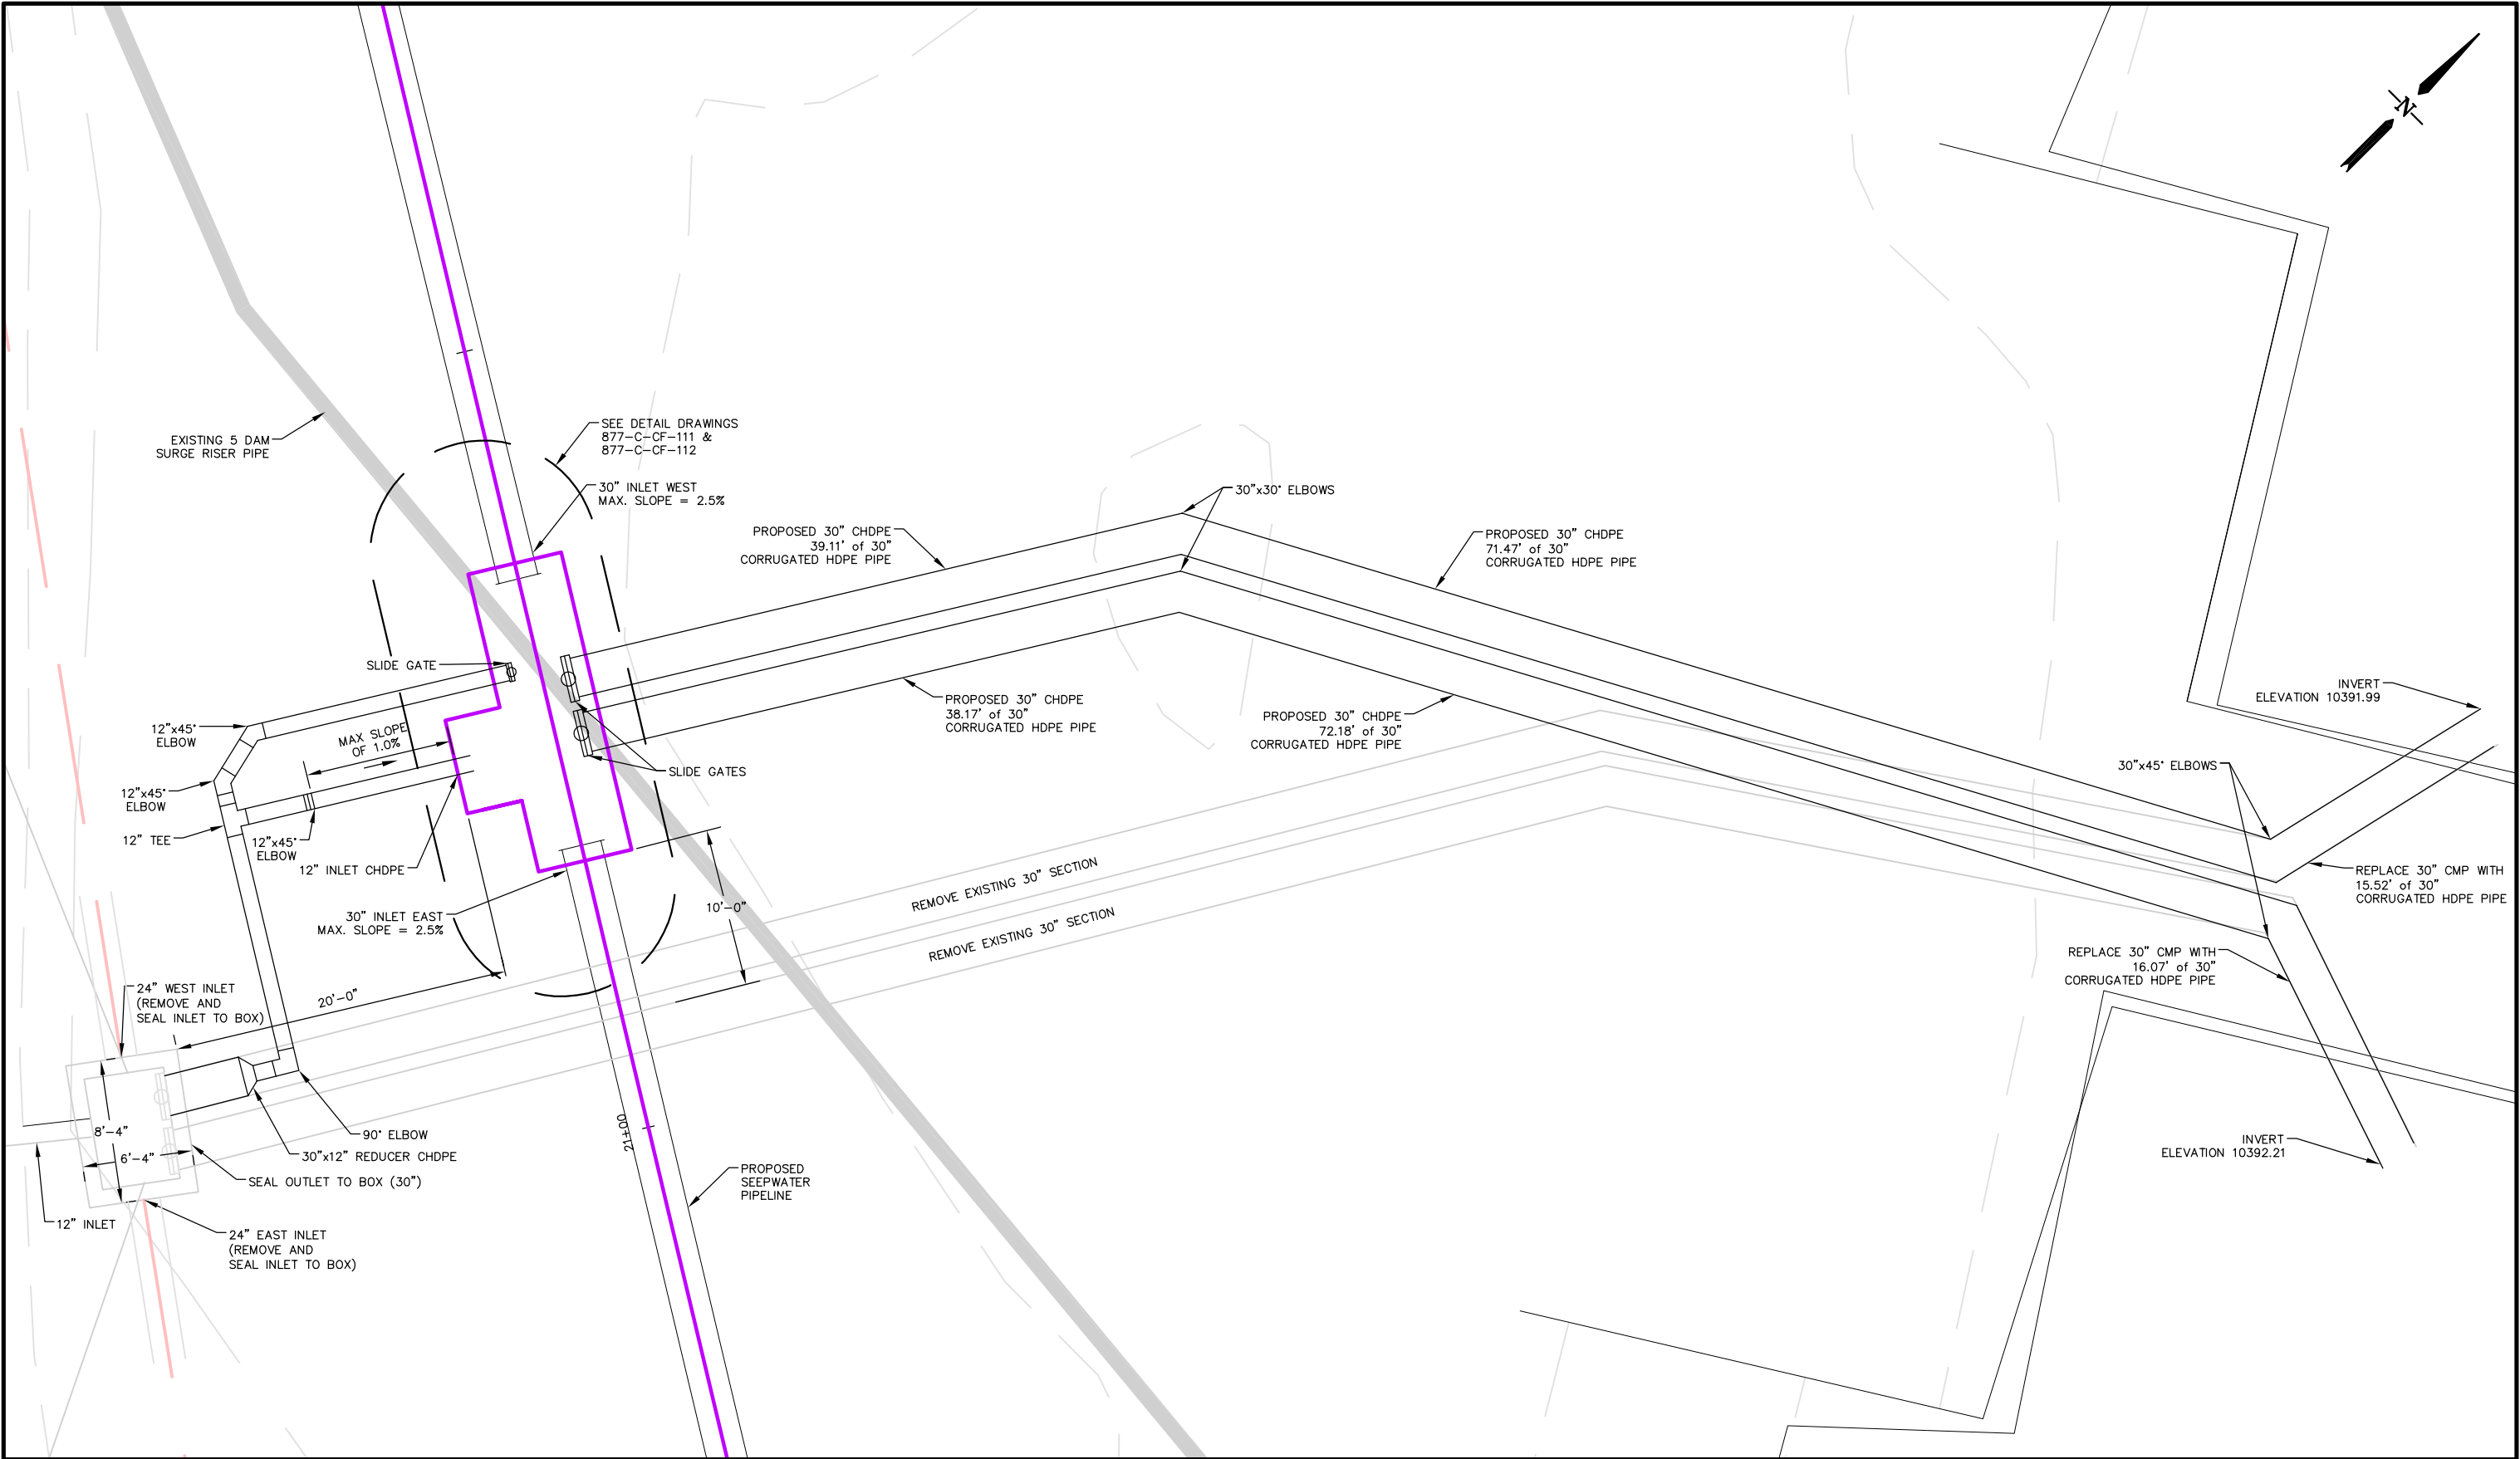 N
EXISTING 5 DAM
SURGE RISER PIPE
SEE DETAIL DRAWINGS
877-C-CF-111 &
877-C-CF-112
30" INLET WEST
MAX. SLOPE = 2.5%
PROPOSED 30" CHDPE
39.11' of 30"
CORRUGATED HDPE PIPE
30"x30° ELBOWS
PROPOSED 30" CHDPE
71.47' of 30"
CORRUGATED HDPE PIPE
SLIDE GATE
12"x45°
ELBOW
MAX SLOPE
OF 1.0%
12"x45°
ELBOW
12" TEE
12"x45°
ELBOW
12" INLET CHDPE
SLIDE GATES
PROPOSED 30" CHDPE
38.17' of 30"
CORRUGATED HDPE PIPE
PROPOSED 30" CHDPE
72.18' of 30"
CORRUGATED HDPE PIPE
INVERT
ELEVATION 10391.99
30"x45° ELBOWS
REPLACE 30" CMP WITH
15.52' of 30"
CORRUGATED HDPE PIPE
30" INLET EAST
MAX. SLOPE = 2.5%
10'-0"
REMOVE EXISTING 30" SECTION
REMOVE EXISTING 30" SECTION
REPLACE 30" CMP WITH
16.07' of 30"
CORRUGATED HDPE PIPE
24" WEST INLET
(REMOVE AND
SEAL INLET TO BOX)
20'-0"
8'-4"
6'-4"
90° ELBOW
30"x12" REDUCER CHDPE
SEAL OUTLET TO BOX (30")
12" INLET
24" EAST INLET
(REMOVE AND
SEAL INLET TO BOX)
21+00
PROPOSED
SEEPWATER
PIPELINE
INVERT
ELEVATION 10392.21